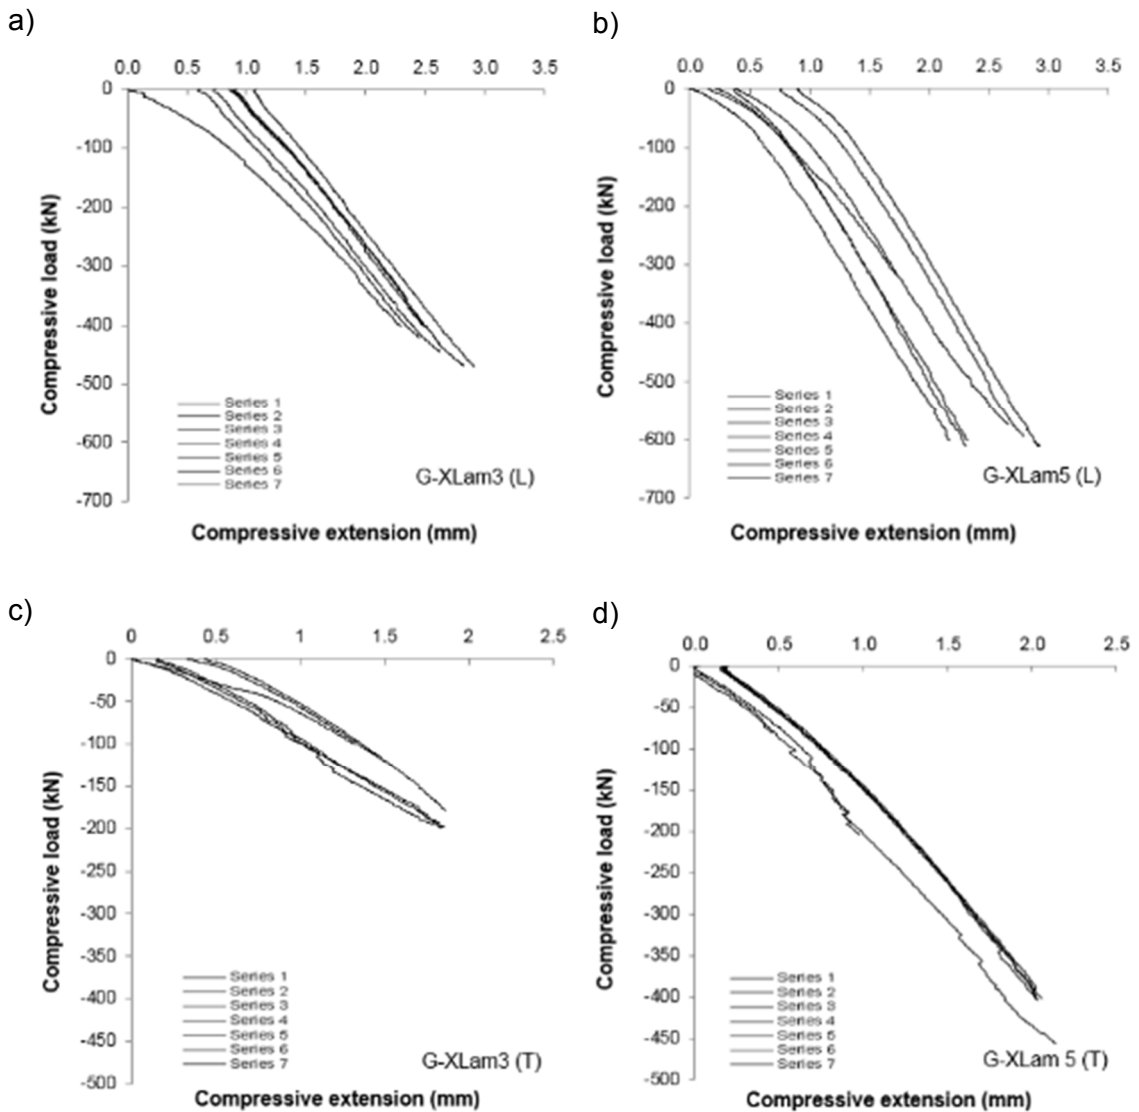 a)
0.0 0.5 1.0 1.5 2.0 2.5 3.0 3.5
0
-100
-200
-300
-400
-500
-600
-700
Compressive load (kN)
Series 1
Series 2
Series 3
Series 4
Series 5
Series 6
Series 7
G-XLam3 (L)
Compressive extension (mm)
b)
0.0 0.5 1.0 1.5 2.0 2.5 3.0 3.5
0
-100
-200
-300
-400
-500
-600
-700
Compressive load (kN)
Series 1
Series 2
Series 3
Series 4
Series 5
Series 6
Series 7
G-XLam5 (L)
Compressive extension (mm)
c)
0 0.5 1 1.5 2 2.5
0
-50
-100
-150
-200
-250
-300
-350
-400
-450
-500
Compressive load (kN)
Series 1
Series 2
Series 3
Series 4
Series 5
Series 6
Series 7
G-XLam3 (T)
Compressive extension (mm)
d)
0.0 0.5 1.0 1.5 2.0 2.5
0
-50
-100
-150
-200
-250
-300
-350
-400
-450
-500
Compressive load (kN)
Series 1
Series 2
Series 3
Series 4
Series 5
Series 6
Series 7
G-XLam 5 (T)
Compressive extension (mm)